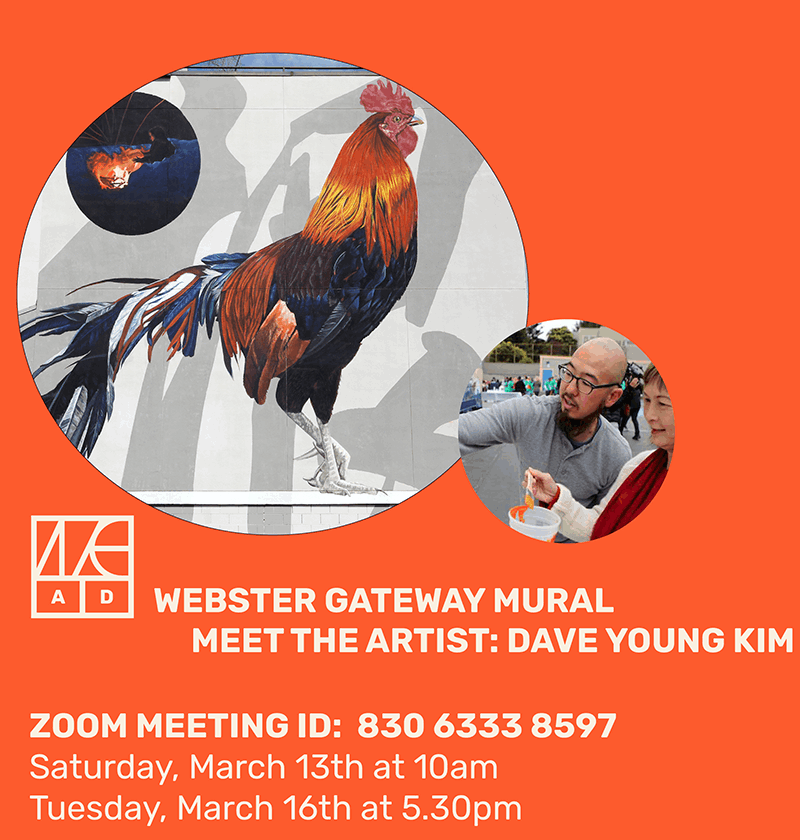 WÆ
A D
WEBSTER GATEWAY MURAL
MEET THE ARTIST: DAVE YOUNG KIM
ZOOM MEETING ID: 830 6333 8597
Saturday, March 13th at 10am
Tuesday, March 16th at 5.30pm